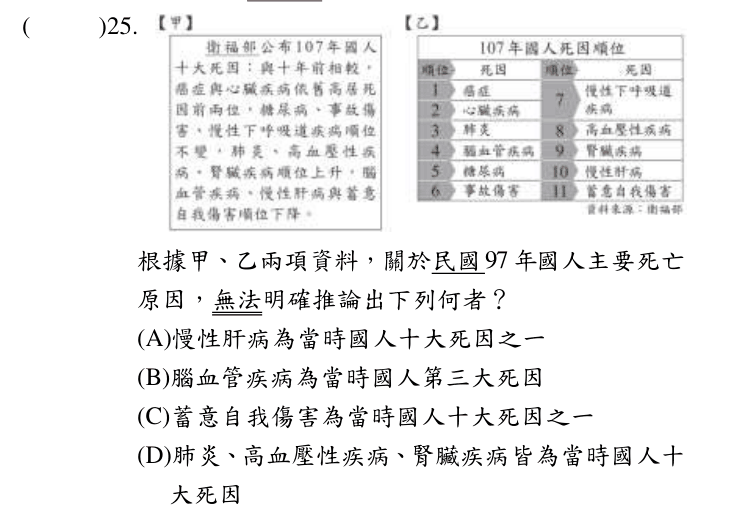 (　　)25.
【甲】
衛福部公布107年國人
十大死因：與十年前相較，
癌症與心臟疾病依舊高居死
因前兩位，糖尿病、事故傷
害、慢性下呼吸道疾病順位
不變，肺炎、高血壓性疾
病、腎臟疾病順位上升，腦
血管疾病、慢性肝病與蓄意
自我傷害順位下降。
【乙】
107年國人死因順位
順位 死因 順位 死因
1 癌症 7 慢性下呼吸道疾病
2 心臟疾病
3 肺炎 8 高血壓性疾病
4 腦血管疾病 9 腎臟疾病
5 糖尿病 10 慢性肝病
6 事故傷害 11 蓄意自我傷害
資料來源：衛福部
根據甲、乙兩項資料，關於民國97年國人主要死亡
原因，無法明確推論出下列何者？
(A)慢性肝病為當時國人十大死因之一
(B)腦血管疾病為當時國人第三大死因
(C)蓄意自我傷害為當時國人十大死因之一
(D)肺炎、高血壓性疾病、腎臟疾病皆為當時國人十
大死因